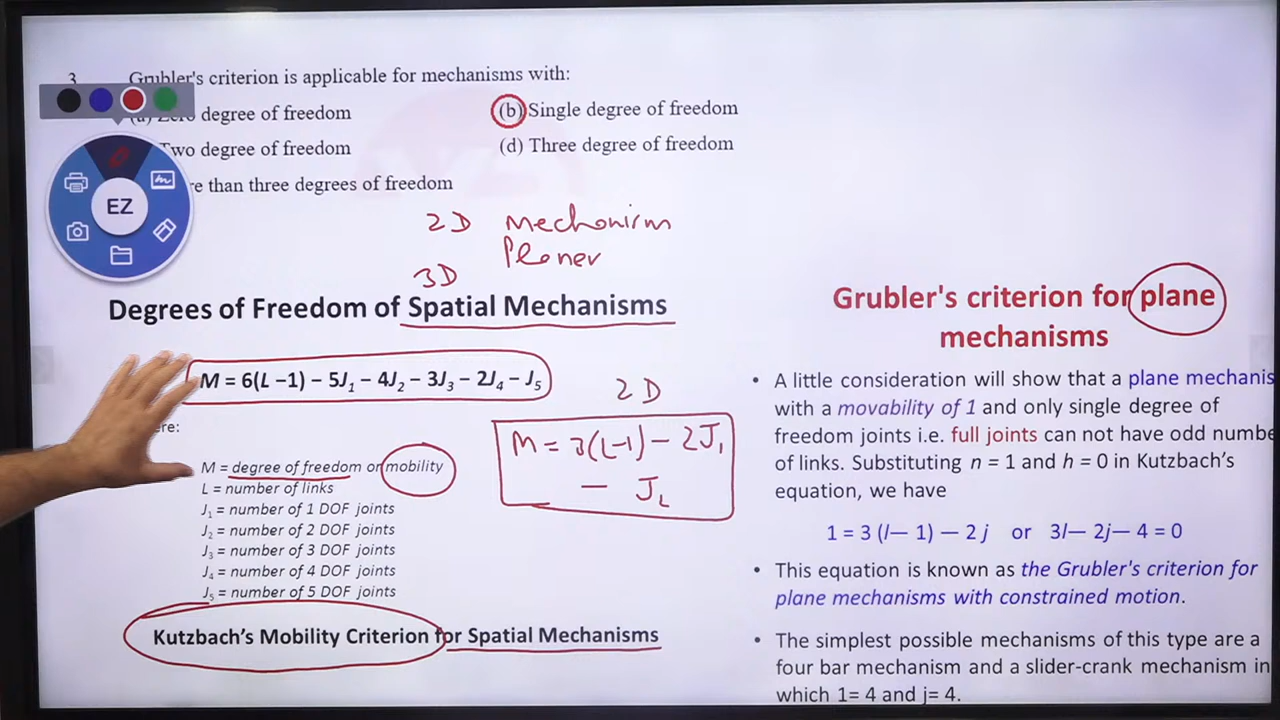 3 Grubler's criterion is applicable for mechanisms with:
(a) Zero degree of freedom
(b) Single degree of freedom
Two degree of freedom
(d) Three degree of freedom
re than three degrees of freedom
EZ
2D Mechanism
Planer
3D
Degrees of Freedom of Spatial Mechanisms
M = 6(L –1) – 5J₁ – 4J₂ – 3J₃ – 2J₄ – J₅
ere:
M = degree of freedom or mobility
L = number of links
J₁ = number of 1 DOF joints
J₂ = number of 2 DOF joints
J₃ = number of 3 DOF joints
J₄ = number of 4 DOF joints
J₅ = number of 5 DOF joints
Kutzbach's Mobility Criterion for Spatial Mechanisms
2D
M = 3(L-1) – 2J₁
– J₂
Grubler's criterion for plane
mechanisms
• A little consideration will show that a plane mechanis
with a movability of 1 and only single degree of
freedom joints i.e. full joints can not have odd numbe
of links. Substituting n = 1 and h = 0 in Kutzbach's
equation, we have
1 = 3 (l— 1) — 2 j or 3l— 2j— 4 = 0
• This equation is known as the Grubler's criterion for
plane mechanisms with constrained motion.
• The simplest possible mechanisms of this type are a
four bar mechanism and a slider-crank mechanism in
which 1= 4 and j= 4.